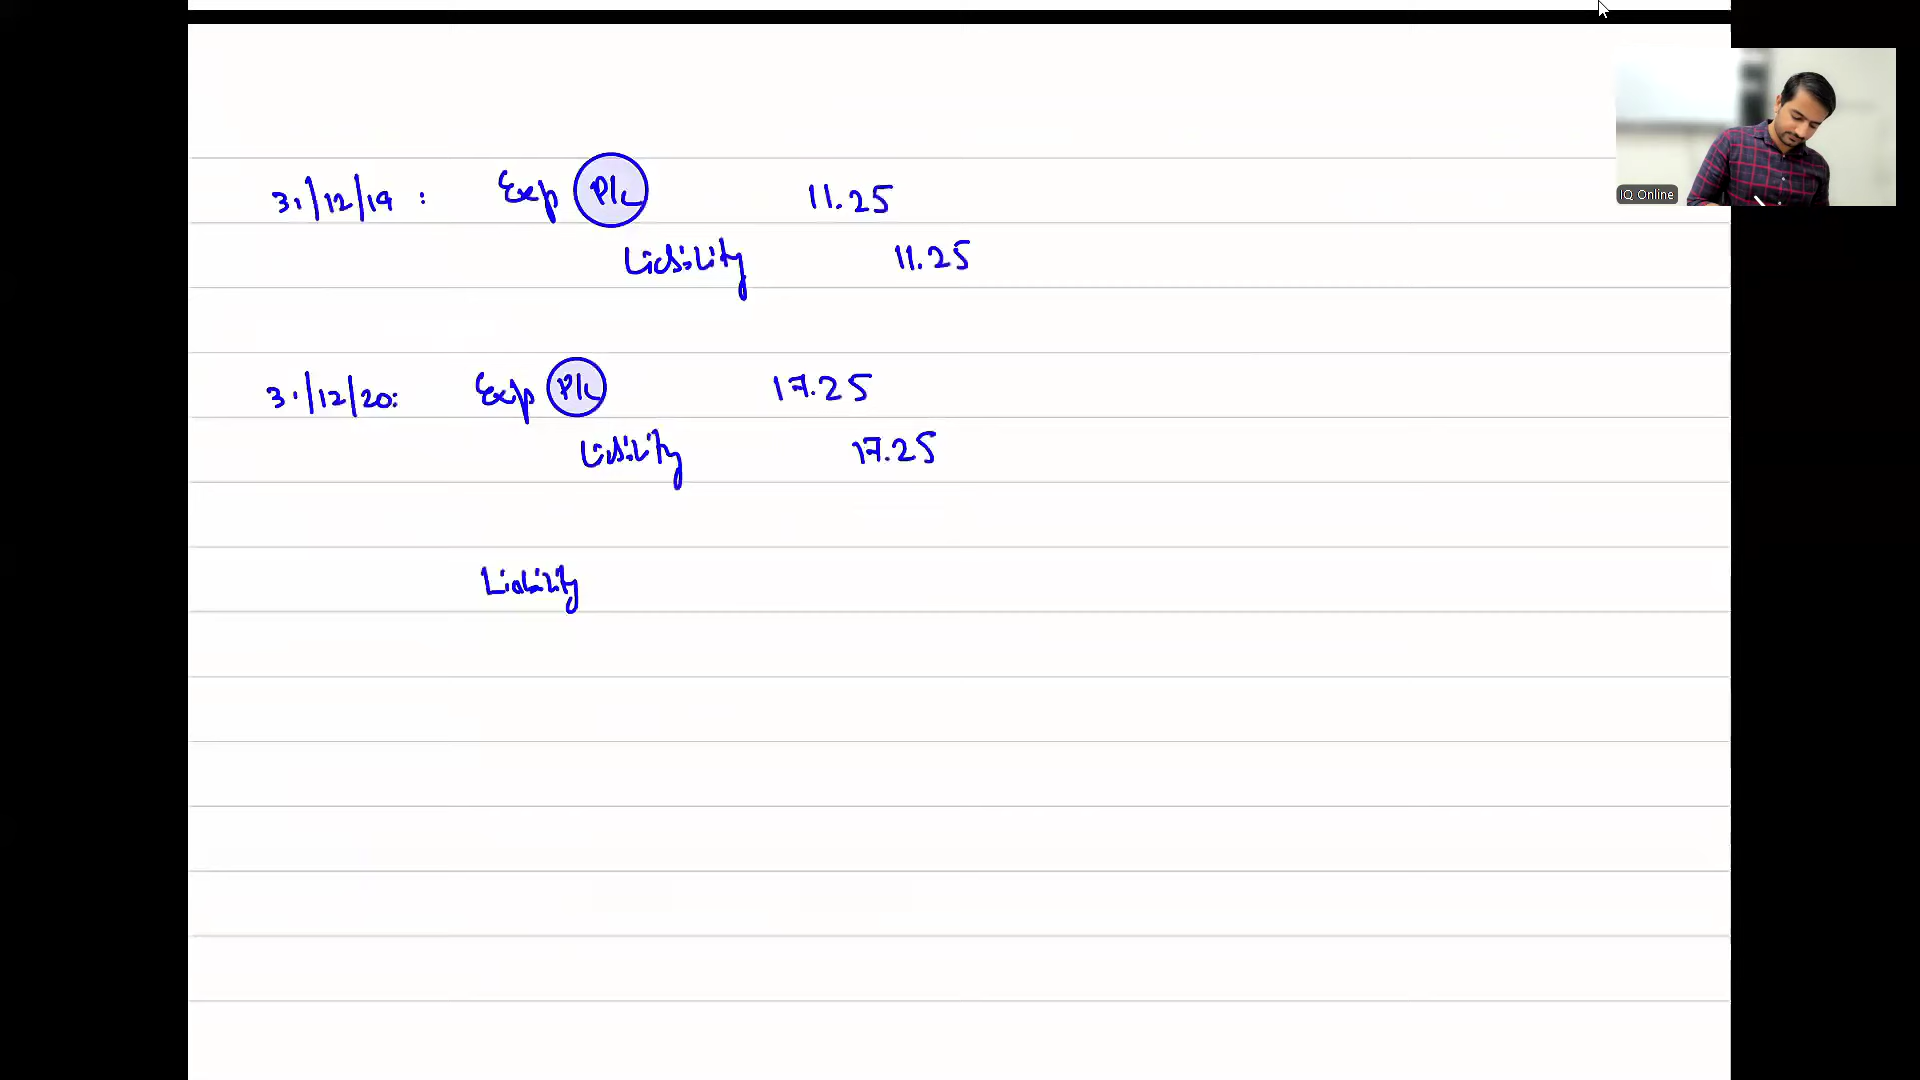 31/12/19 : Exp P/L 11.25
Liability 11.25
31/12/20: Exp P/L 17.25
Liability 17.25
Liability
IQ Online